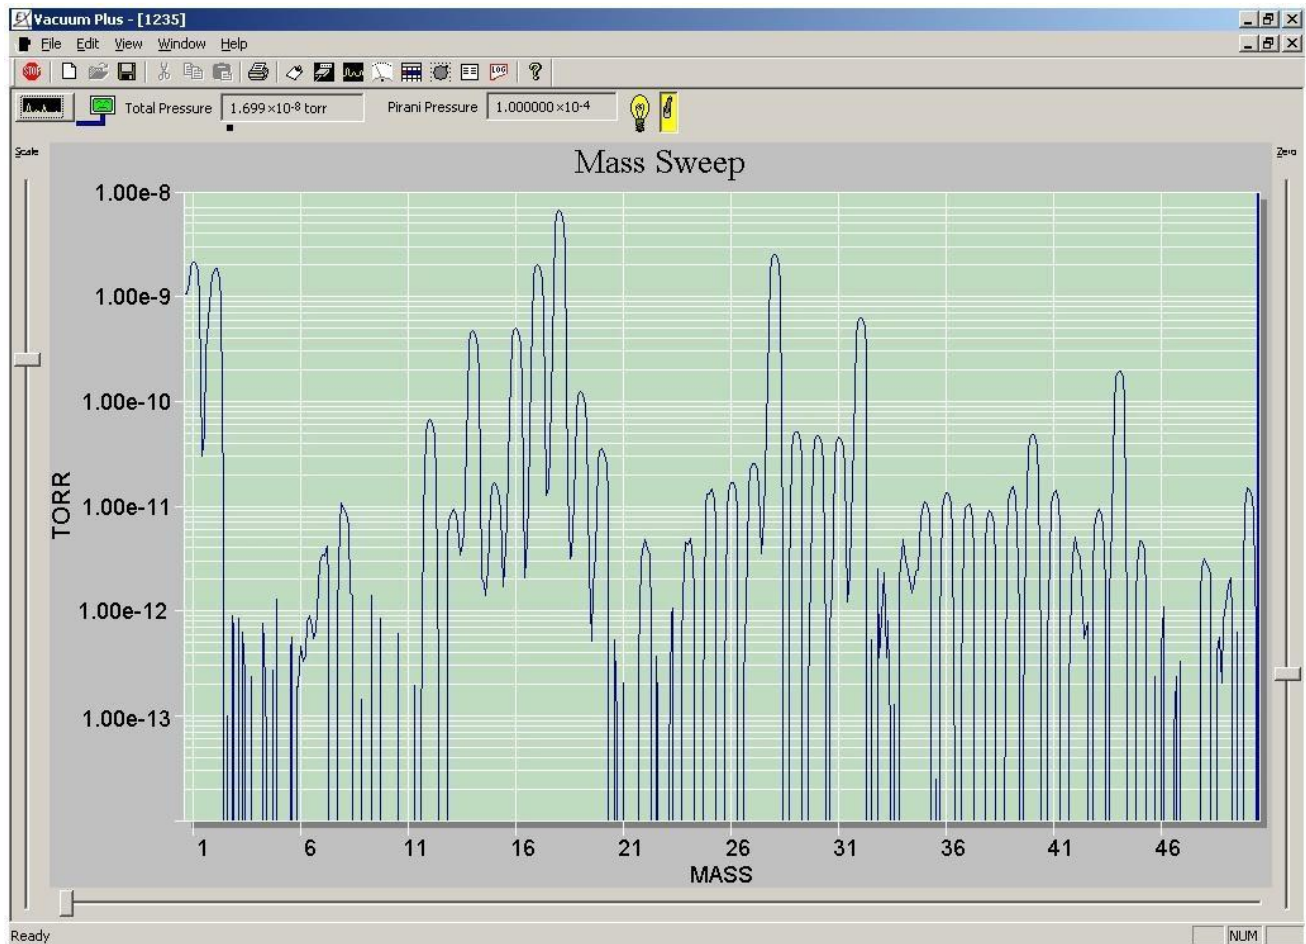 Vacuum Plus - [1235]
File Edit View Window Help
STOP LOG
Total Pressure 1.699×10-8 torr Pirani Pressure 1.000000×10-4
Scale Zero
Mass Sweep
1.00e-8
1.00e-9
1.00e-10
1.00e-11
1.00e-12
1.00e-13
TORR
1 6 11 16 21 26 31 36 41 46
MASS
Ready NUM